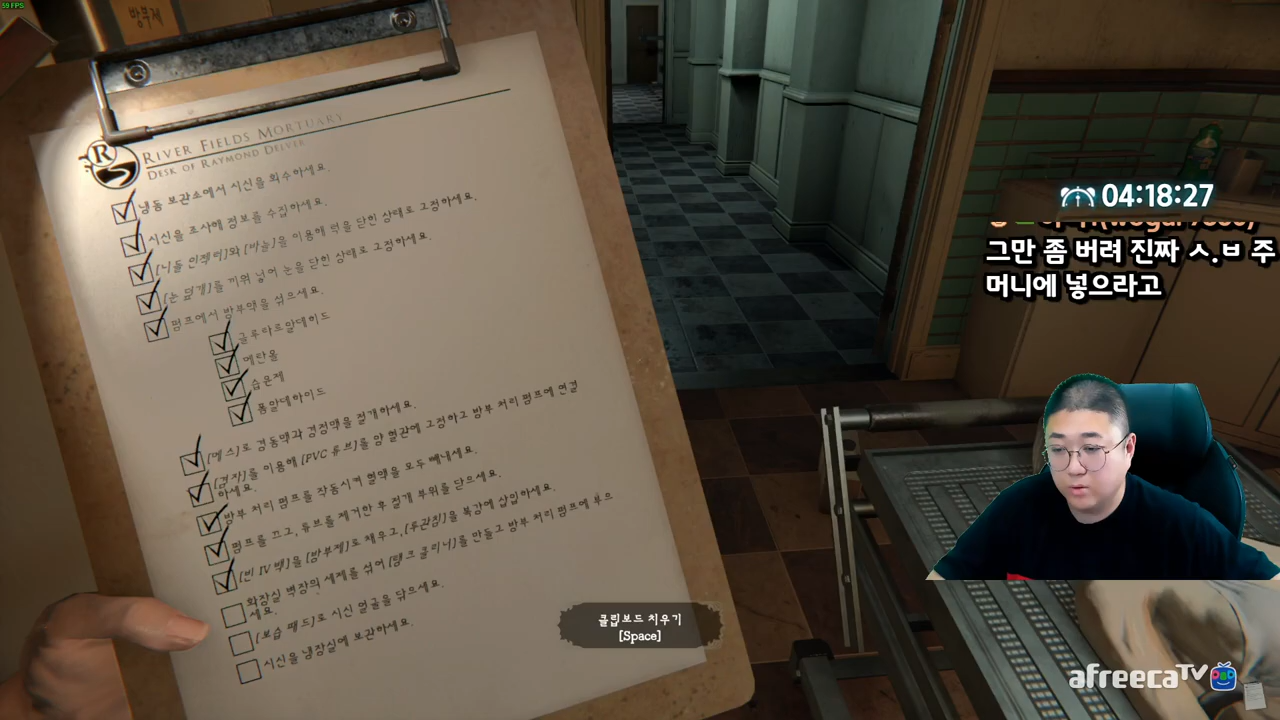 59 FPS
방부제
RIVER FIELDS MORTUARY
DESK OF RAYMOND DELVER
냉동 보관소에서 시신을 회수하세요.
시신을 조사해 정보를 수집하세요.
[니들 인젝터]와 [바늘]을 이용해 턱을 닫힌 상태로 고정하세요.
[눈 덮개]를 끼워 넣어 눈을 닫힌 상태로 고정하세요.
펌프에서 방부액을 섞으세요.
글루타르알데히드
에탄올
습윤제
폼알데하이드
[메스]로 경동맥과 경정맥을 절개하세요.
[겸자]를 이용해 [PVC 튜브]를 양 혈관에 고정하고 방부 처리 펌프에 연결
하세요.
방부 처리 펌프를 작동시켜 혈액을 모두 빼내세요.
펌프를 끄고, 튜브를 제거한 후 절개 부위를 닫으세요.
[빈 IV 백]을 [방부제]로 채우고, [투관침]을 복강에 삽입하세요.
화장실 벽장의 세제를 섞어 [탱크 클리너]를 만들고 방부 처리 펌프에 부으
세요.
[보습 패드]로 시신 얼굴을 닦으세요.
시신을 냉장실에 보관하세요.
클립보드 치우기
[Space]
04:18:27
그만 좀 버려 진짜 ㅅ.ㅂ 주
머니에 넣으라고
afreecaTV